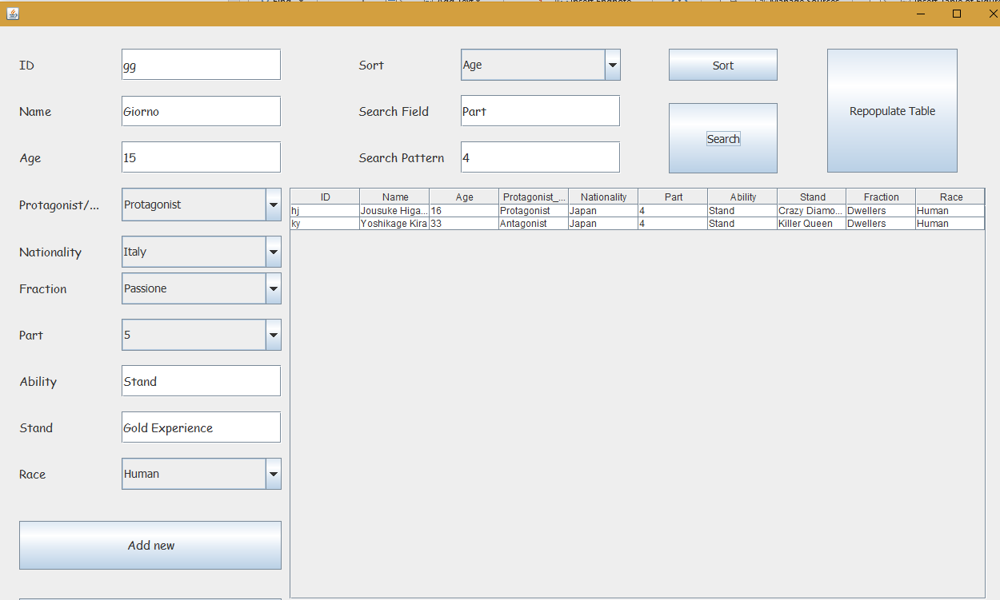 ID gg Sort Age Sort Repopulate Table
Name Giorno Search Field Part Search
Age 15 Search Pattern 4
Protagonist/... Protagonist
Nationality Italy
Fraction Passione
Part 5
Ability Stand
Stand Gold Experience
Race Human
Add new
ID Name Age Protagonist_... Nationality Part Ability Stand Fraction Race
hj Jousuke Higa... 16 Protagonist Japan 4 Stand Crazy Diamo... Dwellers Human
ky Yoshikage Kira 33 Antagonist Japan 4 Stand Killer Queen Dwellers Human